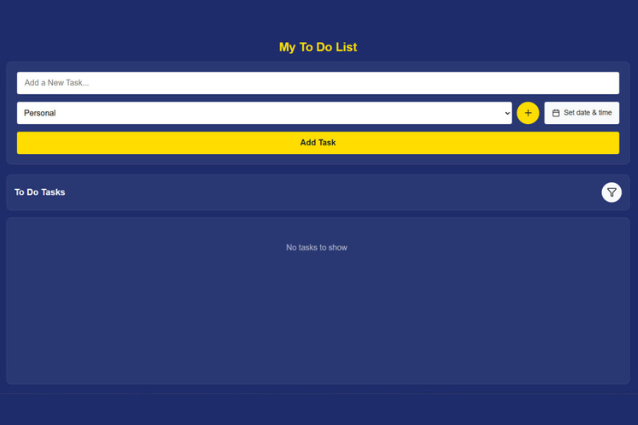 My To Do List
Add a New Task...
Personal
Set date & time
Add Task
To Do Tasks
No tasks to show